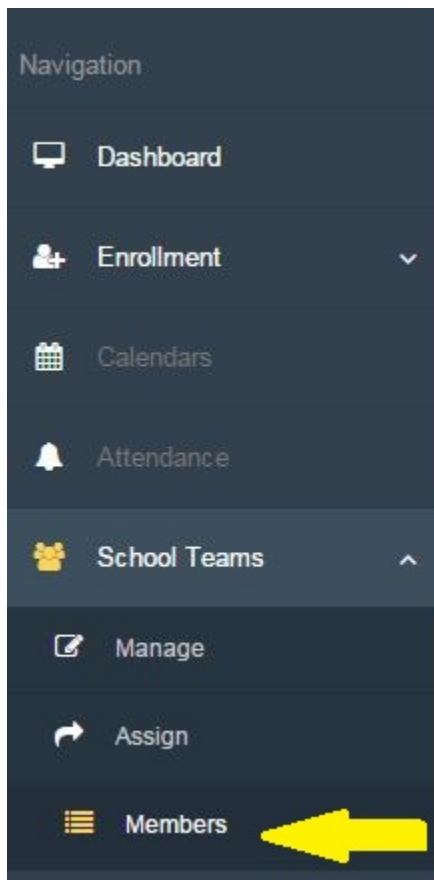 Navigation
Dashboard
Enrollment
Calendars
Attendance
School Teams
Manage
Assign
Members